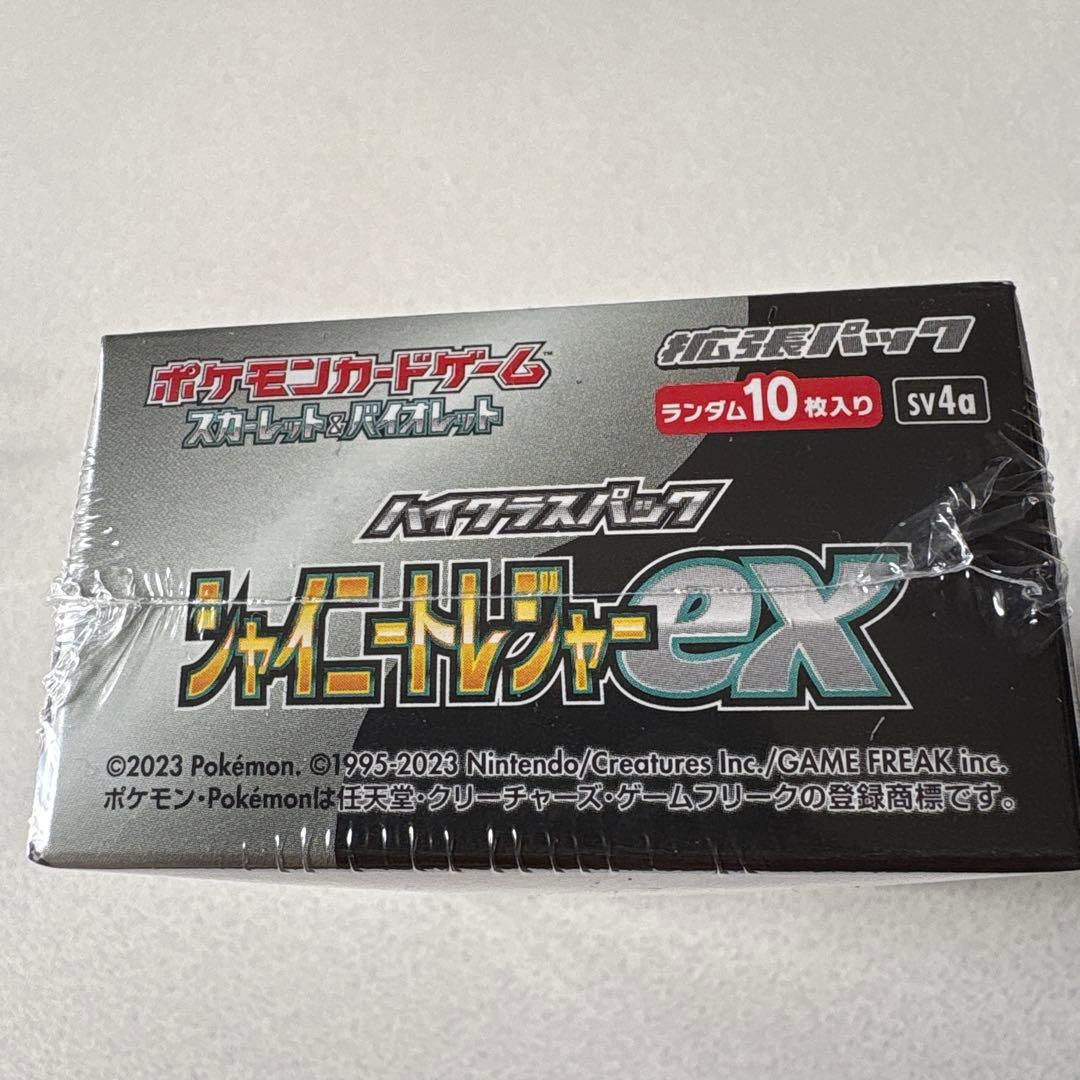 ポケモンカードゲーム™
スカーレット&バイオレット
拡張パック
ランダム10枚入り
sv4a
ハイクラスパック
シャイニートレジャーex
©2023 Pokémon. ©1995-2023 Nintendo/Creatures Inc./GAME FREAK inc.
ポケモン・Pokémonは任天堂・クリーチャーズ・ゲームフリークの登録商標です。